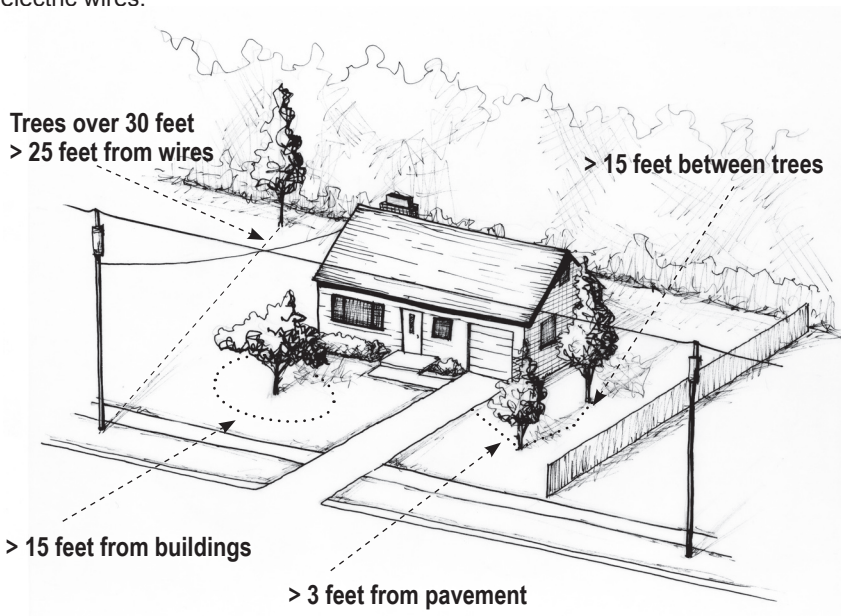 electric wires.
Trees over 30 feet
> 25 feet from wires
> 15 feet between trees
> 15 feet from buildings
> 3 feet from pavement